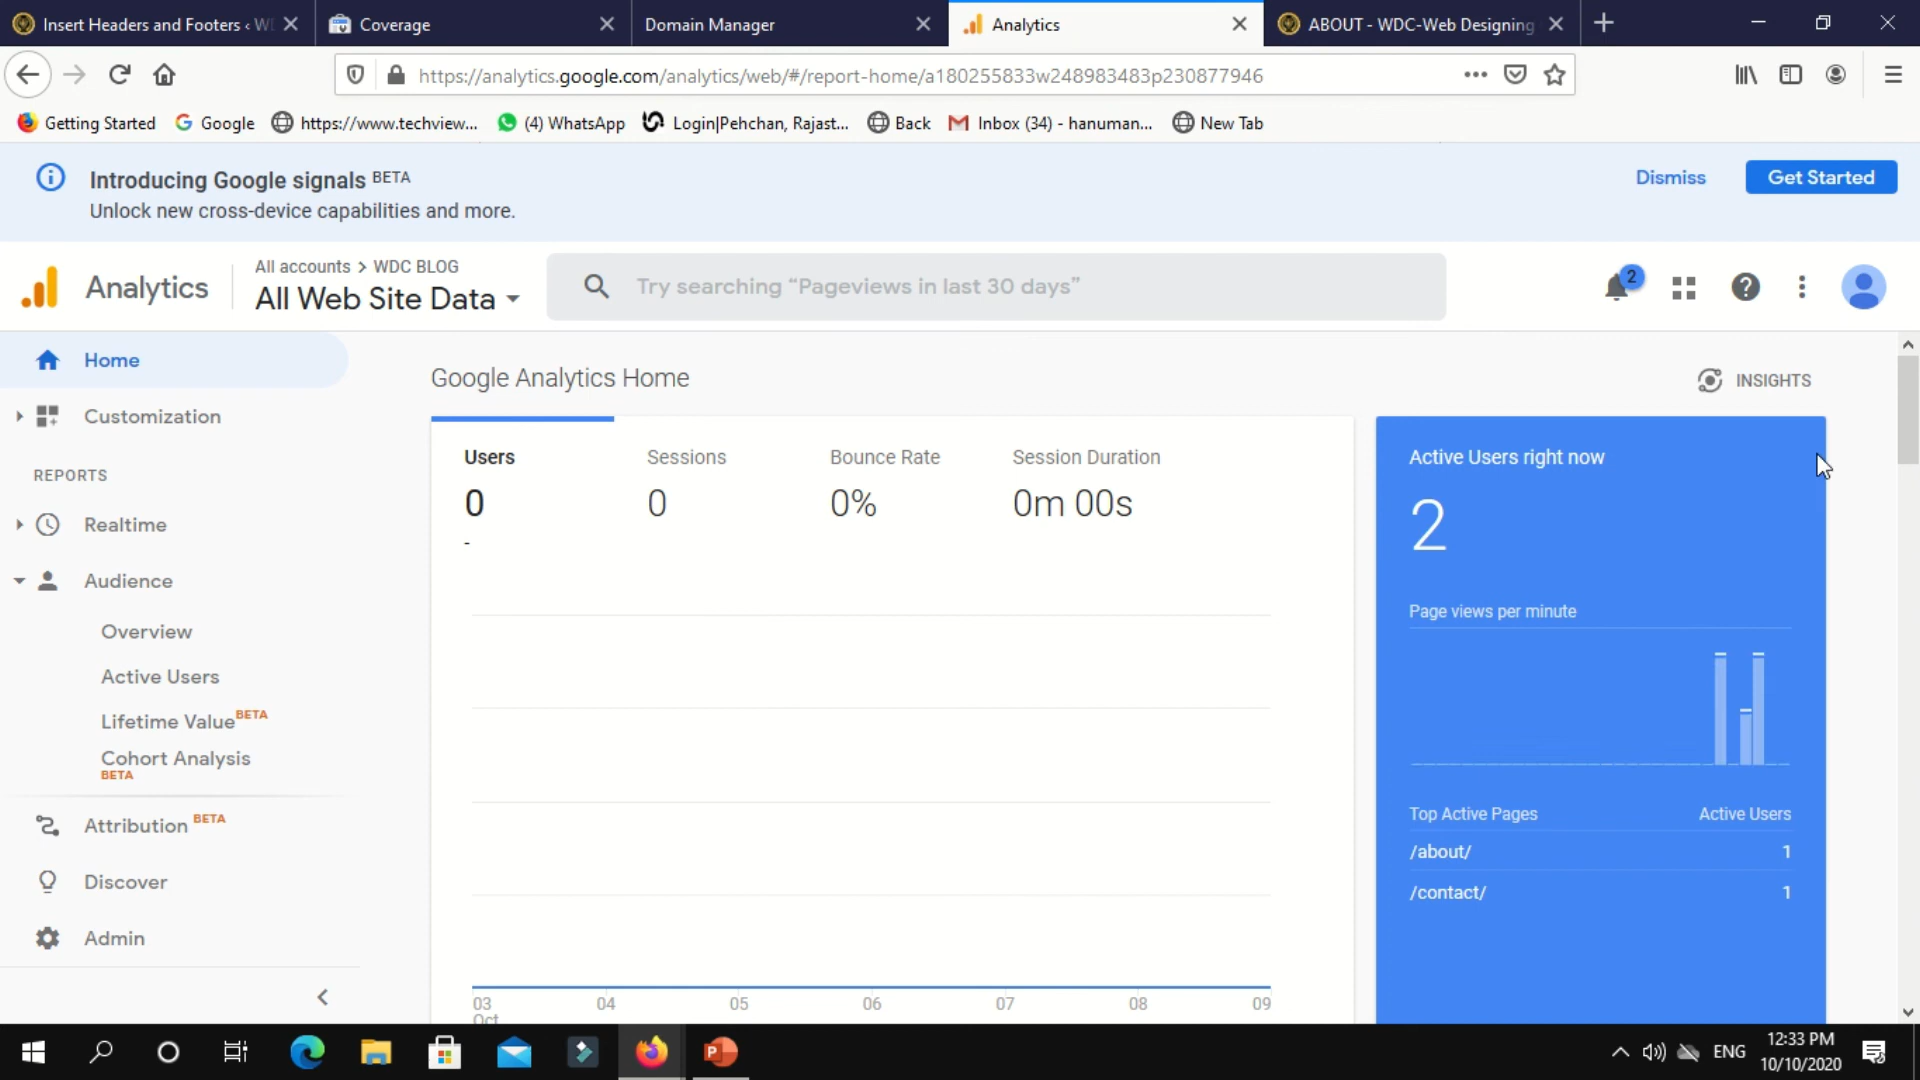 Insert Headers and Footers ‹ W
Coverage
Domain Manager
Analytics
ABOUT - WDC-Web Designing
https://analytics.google.com/analytics/web/#/report-home/a180255833w248983483p230877946
Getting Started
Google
https://www.techview...
(4) WhatsApp
Login|Pehchan, Rajast...
Back
Inbox (34) - hanuman...
New Tab
Introducing Google signals BETA
Unlock new cross-device capabilities and more.
Dismiss
Get Started
Analytics
All accounts > WDC BLOG
All Web Site Data
Try searching “Pageviews in last 30 days”
2
Home
Customization
REPORTS
Realtime
Audience
Overview
Active Users
Lifetime Value BETA
Cohort Analysis
BETA
Attribution BETA
Discover
Admin
Google Analytics Home
INSIGHTS
Users
0
-
Sessions
0
Bounce Rate
0%
Session Duration
0m 00s
03
Oct
04
05
06
07
08
09
Active Users right now
2
Page views per minute
Top Active Pages Active Users
/about/ 1
/contact/ 1
ENG
12:33 PM
10/10/2020